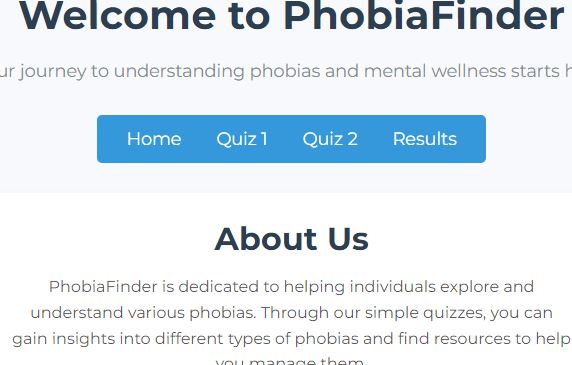 Welcome to PhobiaFinder
journey to understanding phobias and mental wellness starts
Home Quiz 1 Quiz 2 Results
About Us
PhobiaFinder is dedicated to helping individuals explore and
understand various phobias. Through our simple quizzes, you can
gain insights into different types of phobias and find resources to help
you manage them.